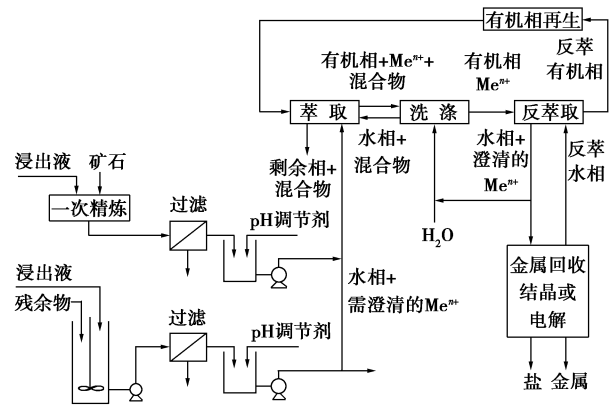 有机相再生
反萃
有机相
有机相+Meⁿ⁺+
混合物
有机相
Meⁿ⁺
萃 取
洗 涤
反萃取
剩余相+
混合物
水相+
混合物
水相+
澄清的
Meⁿ⁺
反萃
水相
浸出液
矿石
一次精炼
过滤
pH调节剂
H₂O
水相+
需澄清的Meⁿ⁺
金属回收
结晶或
电解
盐
金属
浸出液
残余物
过滤
pH调节剂